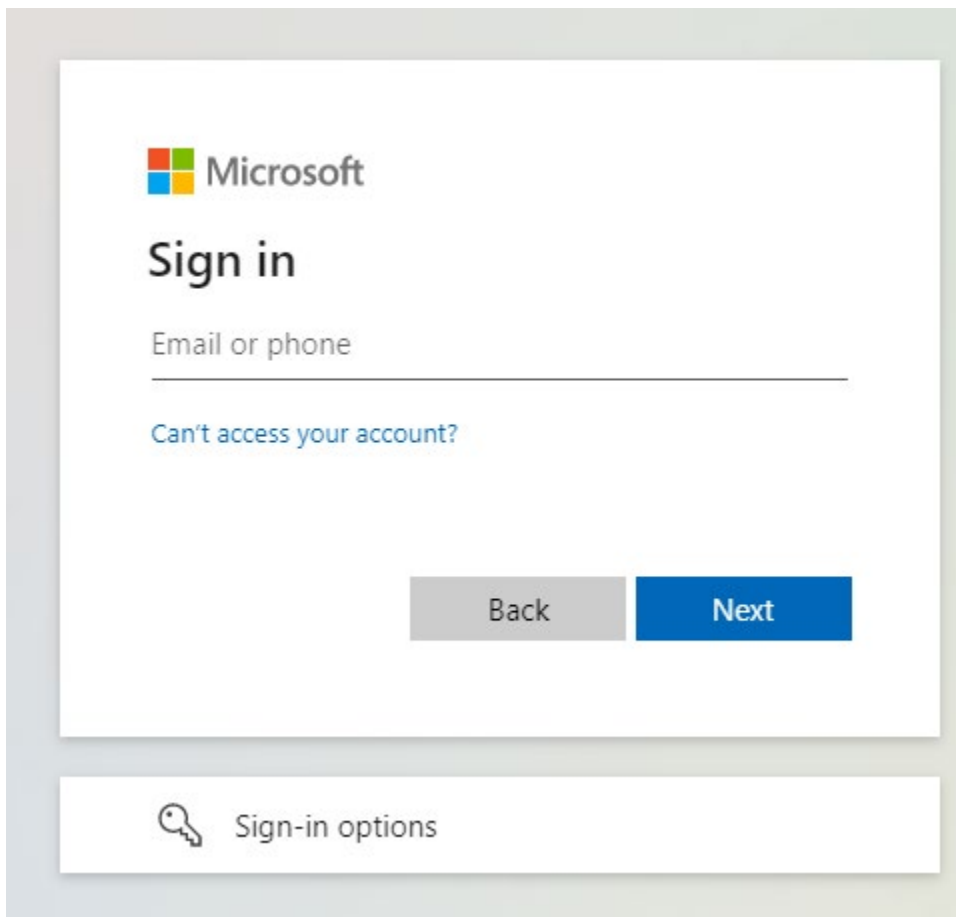 Microsoft
Sign in
Email or phone
Can't access your account?
Back Next
Sign-in options